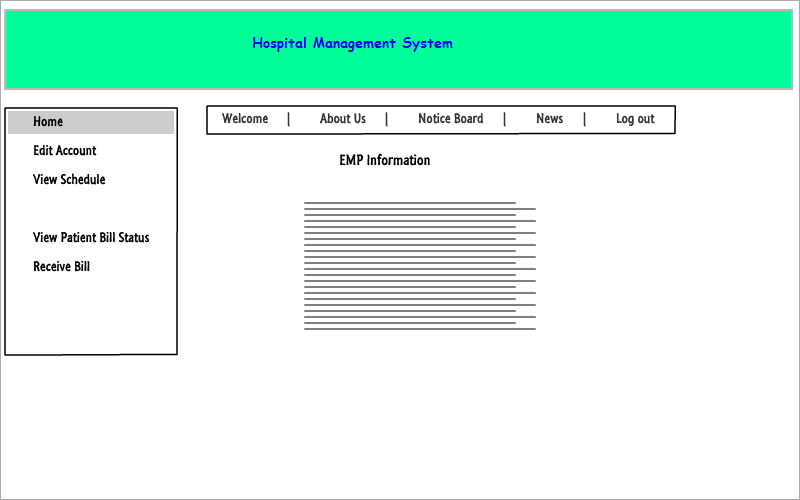 Hospital Management System
Home
Edit Account
View Schedule
View Patient Bill Status
Receive Bill
Welcome | About Us | Notice Board | News | Log out
EMP Information